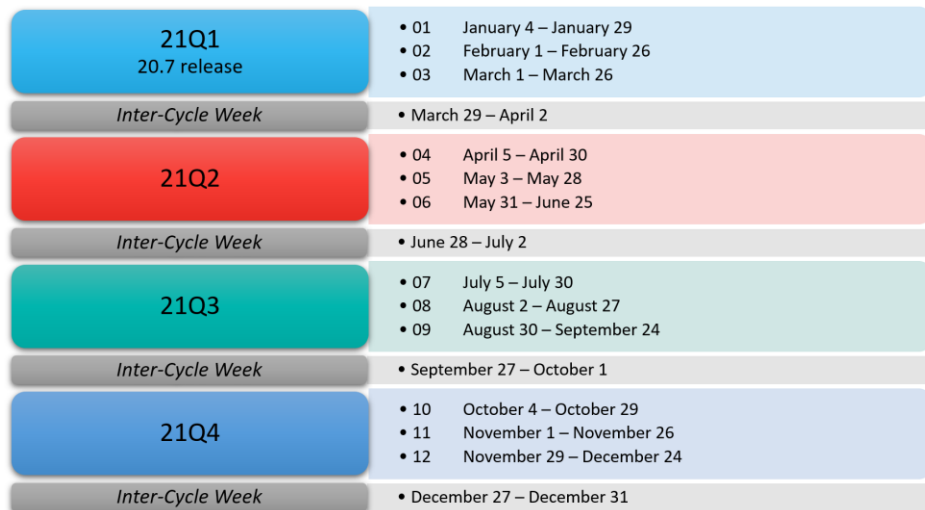 21Q1
20.7 release
• 01 January 4 – January 29
• 02 February 1 – February 26
• 03 March 1 – March 26
Inter-Cycle Week
• March 29 – April 2
21Q2
• 04 April 5 – April 30
• 05 May 3 – May 28
• 06 May 31 – June 25
Inter-Cycle Week
• June 28 – July 2
21Q3
• 07 July 5 – July 30
• 08 August 2 – August 27
• 09 August 30 – September 24
Inter-Cycle Week
• September 27 – October 1
21Q4
• 10 October 4 – October 29
• 11 November 1 – November 26
• 12 November 29 – December 24
Inter-Cycle Week
• December 27 – December 31